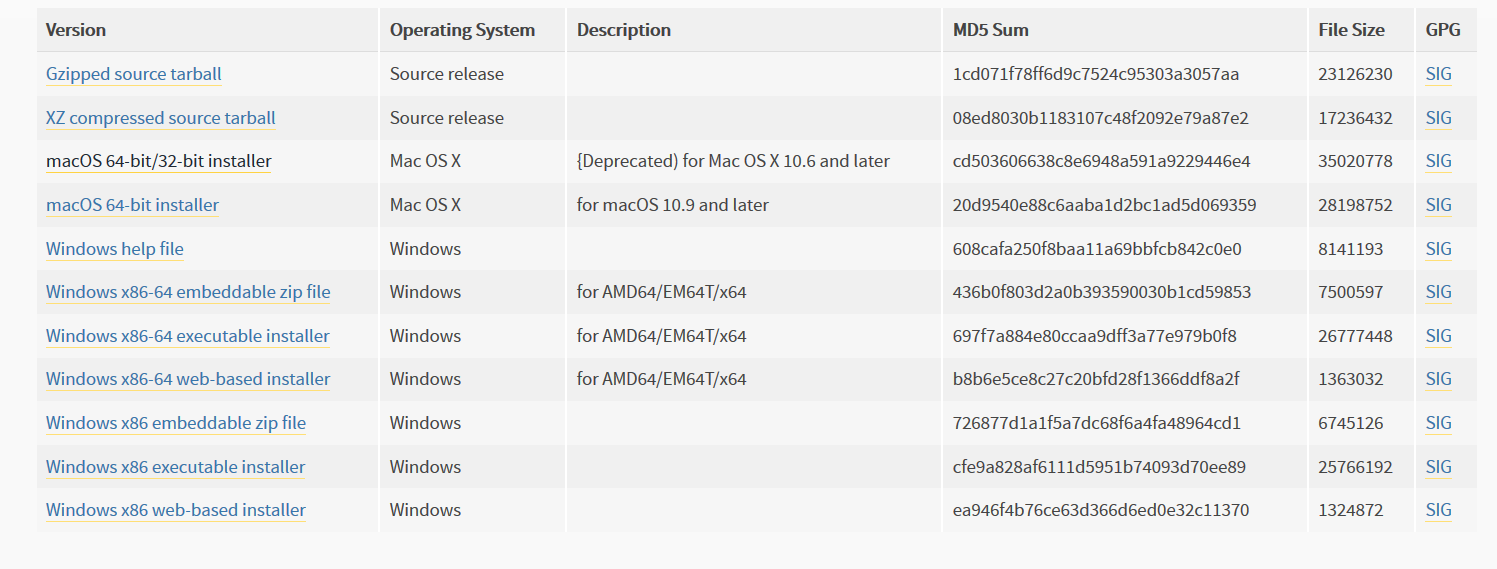 Version Operating System Description MD5 Sum File Size GPG
Gzipped source tarball Source release 1cd071f78ff6d9c7524c95303a3057aa 23126230 SIG
XZ compressed source tarball Source release 08ed8030b1183107c48f2092e79a87e2 17236432 SIG
macOS 64-bit/32-bit installer Mac OS X {Deprecated) for Mac OS X 10.6 and later cd503606638c8e6948a591a9229446e4 35020778 SIG
macOS 64-bit installer Mac OS X for macOS 10.9 and later 20d9540e88c6aaba1d2bc1ad5d069359 28198752 SIG
Windows help file Windows 608cafa250f8baa11a69bbfcb842c0e0 8141193 SIG
Windows x86-64 embeddable zip file Windows for AMD64/EM64T/x64 436b0f803d2a0b393590030b1cd59853 7500597 SIG
Windows x86-64 executable installer Windows for AMD64/EM64T/x64 697f7a884e80ccaa9dff3a77e979b0f8 26777448 SIG
Windows x86-64 web-based installer Windows for AMD64/EM64T/x64 b8b6e5ce8c27c20bfd28f1366ddf8a2f 1363032 SIG
Windows x86 embeddable zip file Windows 726877d1a1f5a7dc68f6a4fa48964cd1 6745126 SIG
Windows x86 executable installer Windows cfe9a828af6111d5951b74093d70ee89 25766192 SIG
Windows x86 web-based installer Windows ea946f4b76ce63d366d6ed0e32c11370 1324872 SIG